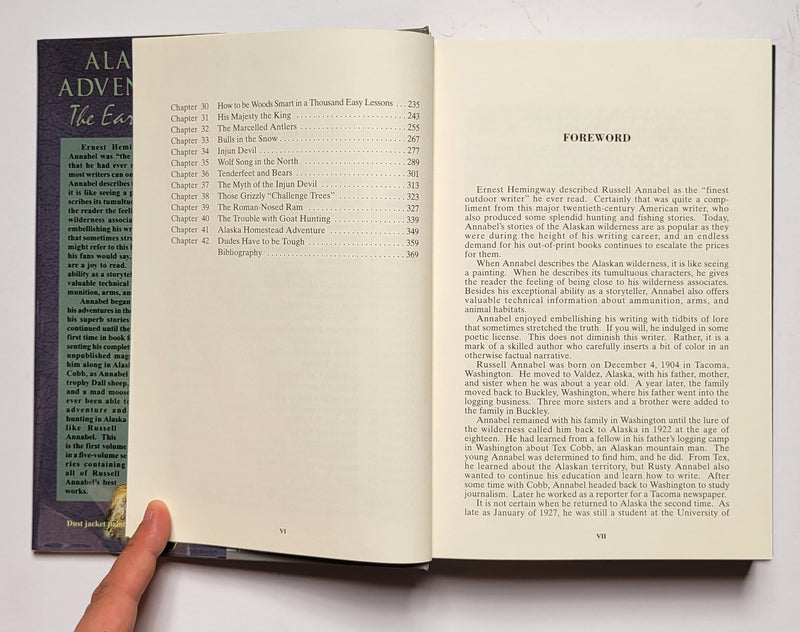 ALA
ADVEN
The Ear
Ernest Hemi
Annabel was "the
that he had ever
most writers can on
Annabel describes
it is like seeing a p
scribes its tumultuous
the reader the feeli
wilderness associa
embellishing his wr
that sometimes stre
might refer to this
his fans would say,
are a joy to read.
ability as a storytel
valuable technical
munition, arms, an
Annabel began
his adventures in the
his superb stories
continued until the
first time in book f
senting his complet
unpublished mag
him along in Alas
Cobb, as Annabel
trophy Dall sheep,
and a mad moose
ever been able to
adventure and
hunting in Alaska
like Russell
Annabel. This
is the first volume
in a five-volume se
ries containing
all of Russell
Annabel's best
works.
Dust jacket paint
Chapter 30 How to be Woods Smart in a Thousand Easy Lessons . . . 235
Chapter 31 His Majesty the King 243
Chapter 32 The Marcelled Antlers 255
Chapter 33 Bulls in the Snow 267
Chapter 34 Injun Devil 277
Chapter 35 Wolf Song in the North 289
Chapter 36 Tenderfeet and Bears 301
Chapter 37 The Myth of the Injun Devil 313
Chapter 38 Those Grizzly "Challenge Trees" 323
Chapter 39 The Roman-Nosed Ram 327
Chapter 40 The Trouble with Goat Hunting 339
Chapter 41 Alaska Homestead Adventure 349
Chapter 42 Dudes Have to be Tough 359
Bibliography 369
VI
FOREWORD
Ernest Hemingway described Russell Annabel as the "finest
outdoor writer" he ever read. Certainly that was quite a com-
pliment from this major twentieth-century American writer, who
also produced some splendid hunting and fishing stories. Today,
Annabel's stories of the Alaskan wilderness are as popular as they
were during the height of his writing career, and an endless
demand for his out-of-print books continues to escalate the prices
for them.
When Annabel describes the Alaskan wilderness, it is like seeing
a painting. When he describes its tumultuous characters, he gives
the reader the feeling of being close to his wilderness associates.
Besides his exceptional ability as a storyteller, Annabel also offers
valuable technical information about ammunition, arms, and
animal habitats.
Annabel enjoyed embellishing his writing with tidbits of lore
that sometimes stretched the truth. If you will, he indulged in some
poetic license. This does not diminish this writer. Rather, it is a
mark of a skilled author who carefully inserts a bit of color in an
otherwise factual narrative.
Russell Annabel was born on December 4, 1904 in Tacoma,
Washington. He moved to Valdez, Alaska, with his father, mother,
and sister when he was about a year old. A year later, the family
moved back to Buckley, Washington, where his father went into the
logging business. Three more sisters and a brother were added to
the family in Buckley.
Annabel remained with his family in Washington until the lure of
the wilderness called him back to Alaska in 1922 at the age of
eighteen. He had learned from a fellow in his father's logging camp
in Washington about Tex Cobb, an Alaskan mountain man. The
young Annabel was determined to find him, and he did. From Tex,
he learned about the Alaskan territory, but Rusty Annabel also
wanted to continue his education and learn how to write. After
some time with Cobb, Annabel headed back to Washington to study
journalism. Later he worked as a reporter for a Tacoma newspaper.
It is not certain when he returned to Alaska the second time. As
late as January of 1927, he was still a student at the University of
VII